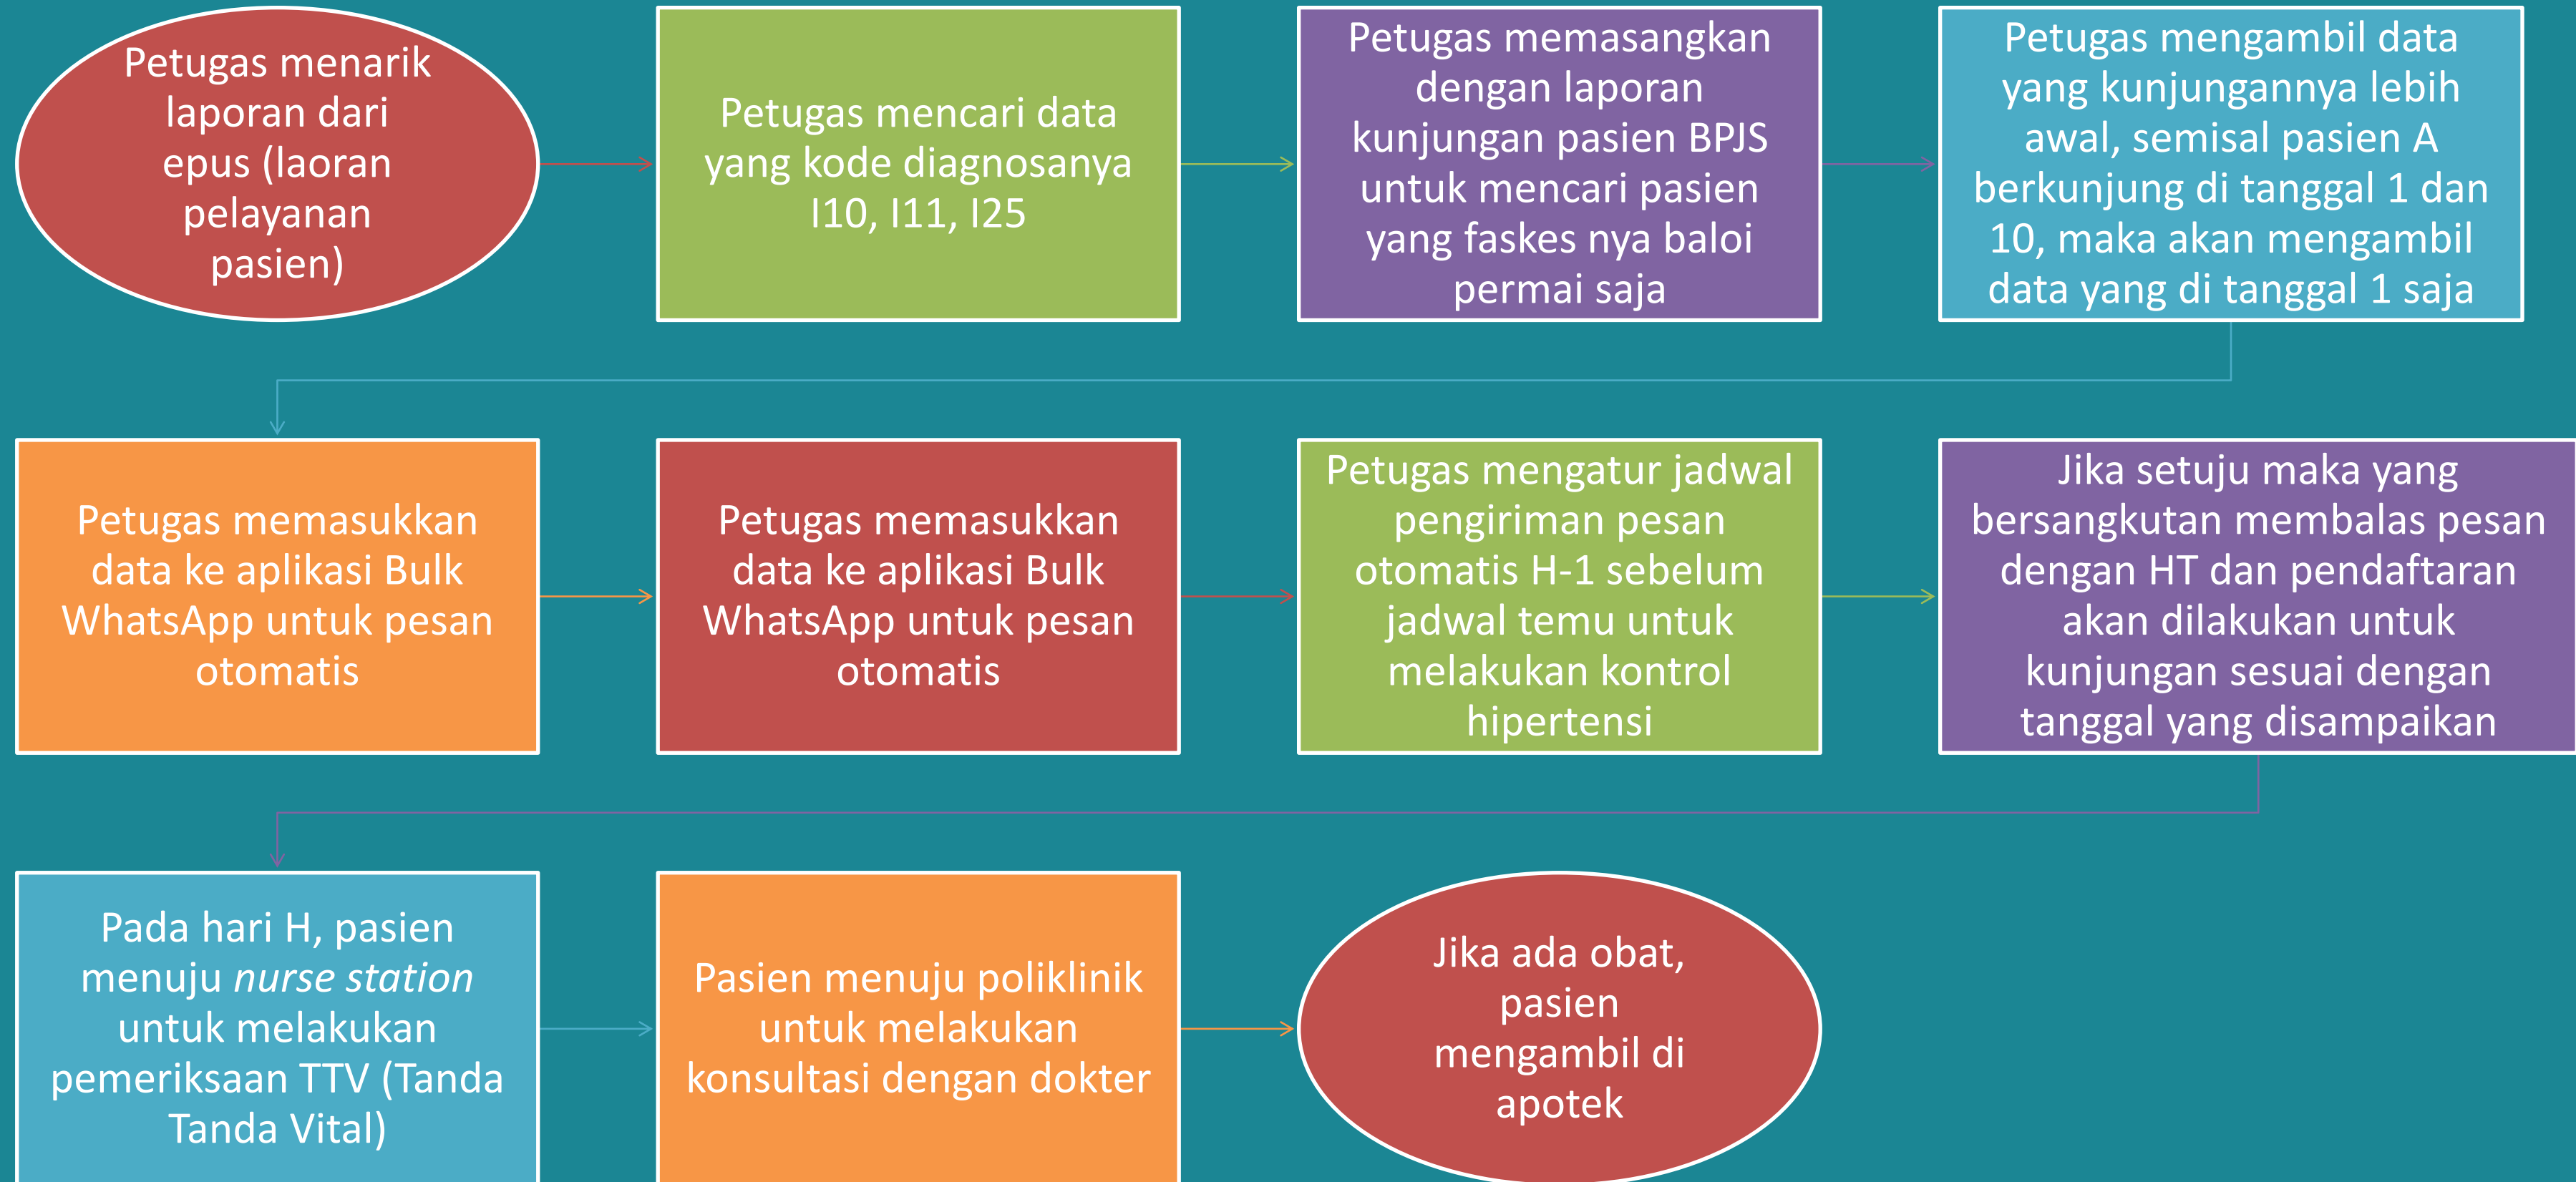 Petugas menarik
laporan dari
epus (laoran
pelayanan
pasien)
Petugas mencari data
yang kode diagnosanya
I10, I11, I25
Petugas memasangkan
dengan laporan
kunjungan pasien BPJS
untuk mencari pasien
yang faskes nya baloi
permai saja
Petugas mengambil data
yang kunjungannya lebih
awal, semisal pasien A
berkunjung di tanggal 1 dan
10, maka akan mengambil
data yang di tanggal 1 saja
Petugas memasukkan
data ke aplikasi Bulk
WhatsApp untuk pesan
otomatis
Petugas memasukkan
data ke aplikasi Bulk
WhatsApp untuk pesan
otomatis
Petugas mengatur jadwal
pengiriman pesan
otomatis H-1 sebelum
jadwal temu untuk
melakukan kontrol
hipertensi
Jika setuju maka yang
bersangkutan membalas pesan
dengan HT dan pendaftaran
akan dilakukan untuk
kunjungan sesuai dengan
tanggal yang disampaikan
Pada hari H, pasien
menuju nurse station
untuk melakukan
pemeriksaan TTV (Tanda
Tanda Vital)
Pasien menuju poliklinik
untuk melakukan
konsultasi dengan dokter
Jika ada obat,
pasien
mengambil di
apotek